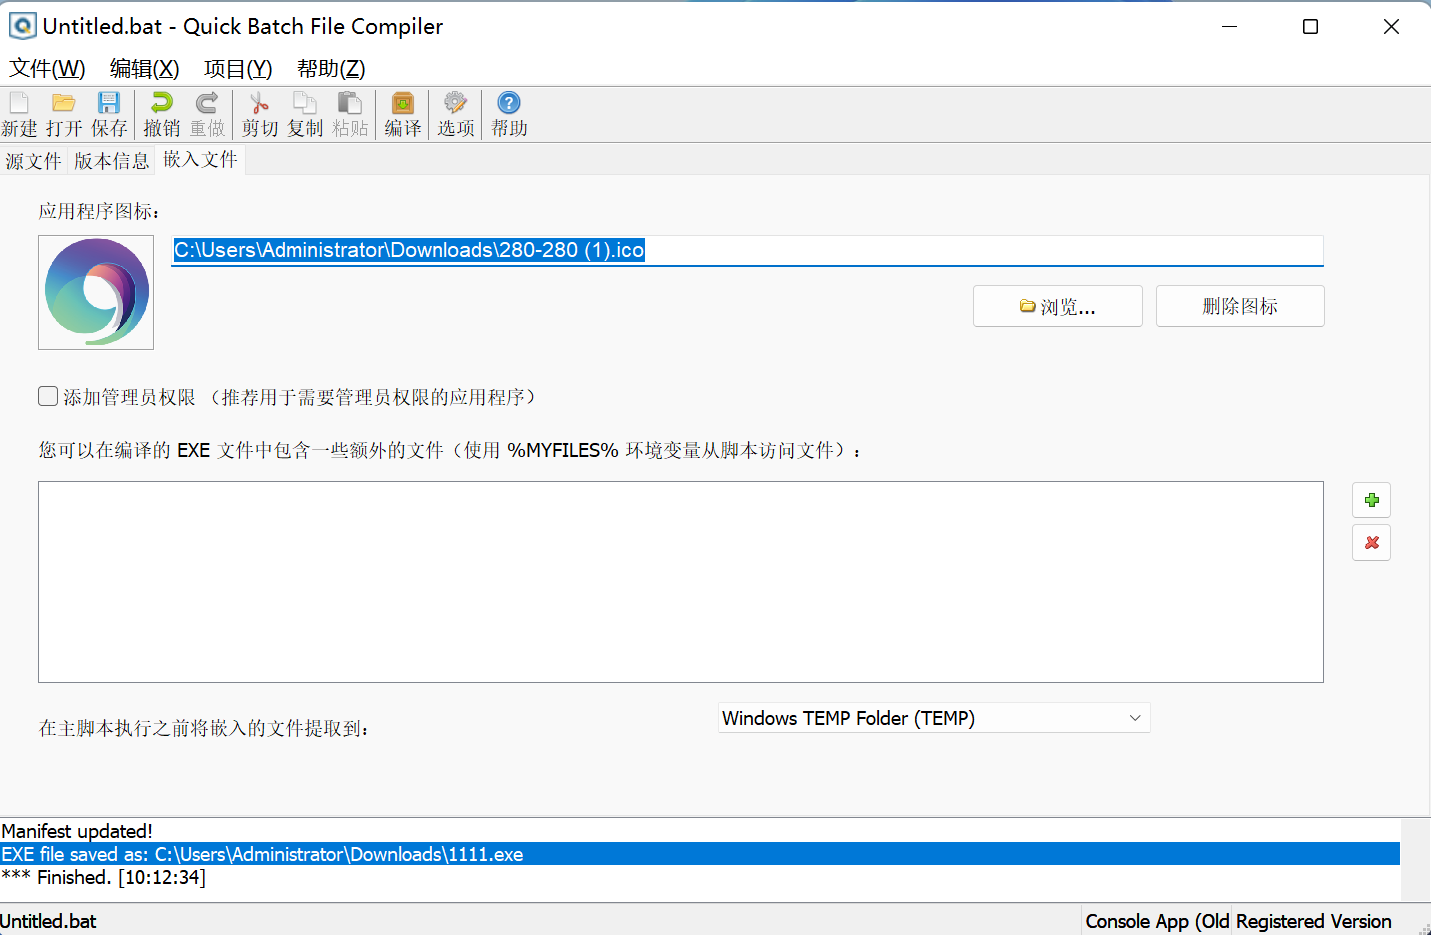 Untitled.bat - Quick Batch File Compiler
文件(W) 编辑(X) 项目(Y) 帮助(Z)
新建 打开 保存 撤销 重做 剪切 复制 粘贴 编译 选项 帮助
源文件 版本信息 嵌入文件
应用程序图标：
C:\Users\Administrator\Downloads\280-280 (1).ico
浏览... 删除图标
添加管理员权限 （推荐用于需要管理员权限的应用程序）
您可以在编译的 EXE 文件中包含一些额外的文件（使用 %MYFILES% 环境变量从脚本访问文件）：
在主脚本执行之前将嵌入的文件提取到： Windows TEMP Folder (TEMP)
Manifest updated!
EXE file saved as: C:\Users\Administrator\Downloads\1111.exe
*** Finished. [10:12:34]
Untitled.bat Console App (Old Registered Version